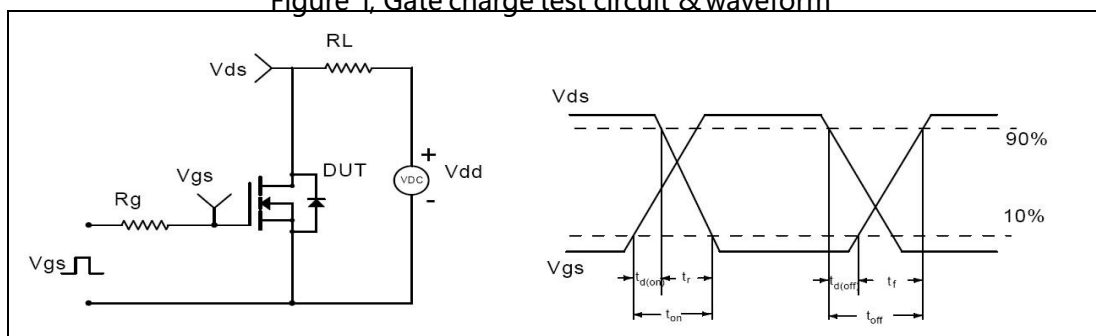 Figure 1, Gate charge test circuit & waveform
RL
Vds
Vgs
DUT
Rg
VDC
+
-
Vdd
Vgs
Vds
90%
10%
Vgs
td(on)
tr
td(off)
tf
ton
toff